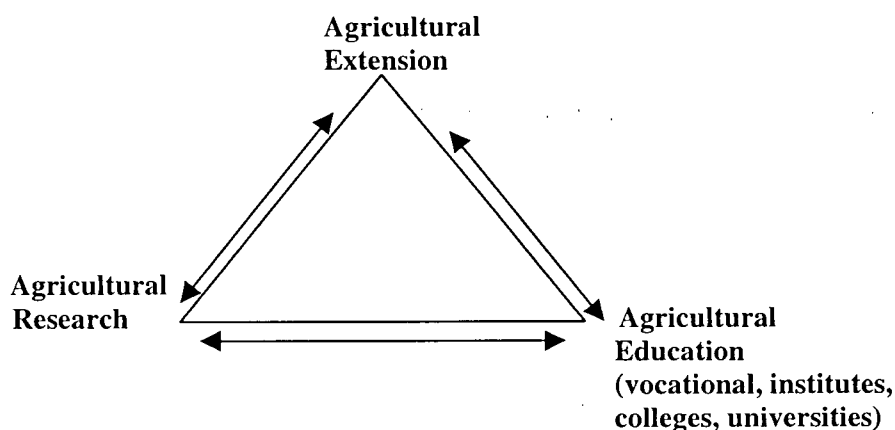 Agricultural
Extension
Agricultural
Research
Agricultural
Education
(vocational, institutes,
colleges, universities)